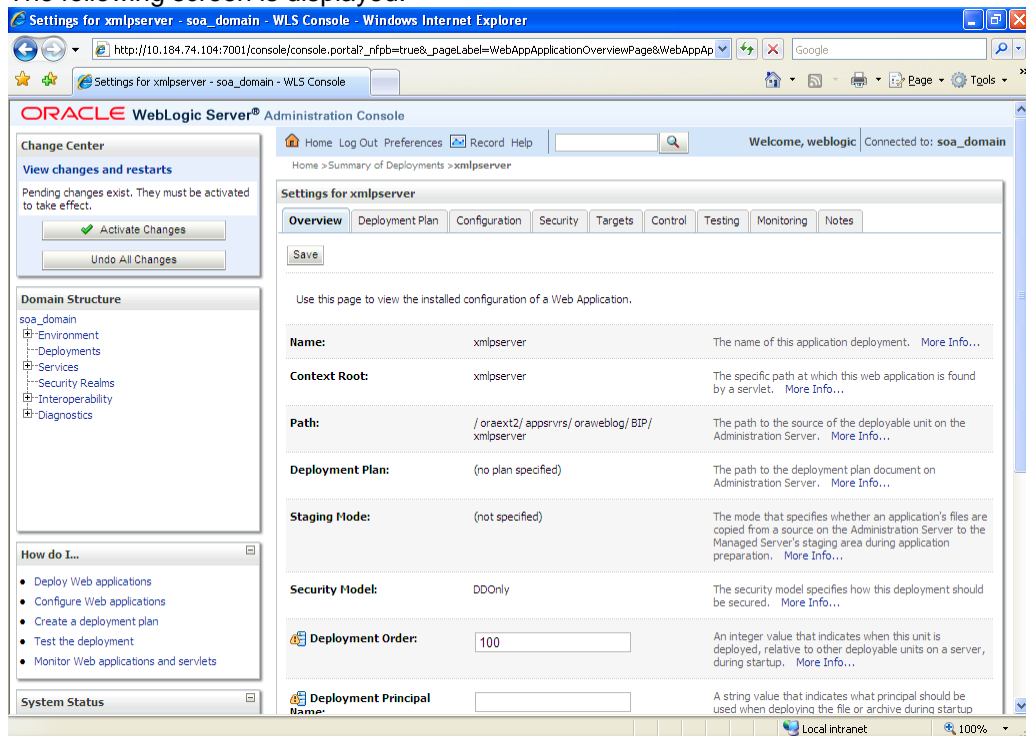 The following screen is displayed:
Settings for xmlpserver - soa_domain - WLS Console - Windows Internet Explorer
http://10.184.74.104:7001/console/console.portal?_nfpb=true&_pageLabel=WebAppApplicationOverviewPage&WebAppAp
Google
Settings for xmlpserver - soa_domain - WLS Console
Page
Tools
ORACLE WebLogic Server® Administration Console
Change Center
View changes and restarts
Pending changes exist. They must be activated
to take effect.
Activate Changes
Undo All Changes
Domain Structure
soa_domain
Environment
Deployments
Services
Security Realms
Interoperability
Diagnostics
How do I...
Deploy Web applications
Configure Web applications
Create a deployment plan
Test the deployment
Monitor Web applications and servlets
System Status
Home Log Out Preferences Record Help
Welcome, weblogic Connected to: soa_domain
Home >Summary of Deployments >xmlpserver
Settings for xmlpserver
Overview Deployment Plan Configuration Security Targets Control Testing Monitoring Notes
Save
Use this page to view the installed configuration of a Web Application.
Name: xmlpserver The name of this application deployment. More Info...
Context Root: xmlpserver The specific path at which this web application is found
by a servlet. More Info...
Path: / oraext2/ appsrvrs/ oraweblog/ BIP/ The path to the source of the deployable unit on the
xmlpserver Administration Server. More Info...
Deployment Plan: (no plan specified) The path to the deployment plan document on
Administration Server. More Info...
Staging Mode: (not specified) The mode that specifies whether an application's files are
copied from a source on the Administration Server to the
Managed Server's staging area during application
preparation. More Info...
Security Model: DDOnly The security model specifies how this deployment should
be secured. More Info...
Deployment Order: 100 An integer value that indicates when this unit is
deployed, relative to other deployable units on a server,
during startup. More Info...
Deployment Principal A string value that indicates what principal should be
Name: used when deploying the file or archive during startup
Local intranet
100%